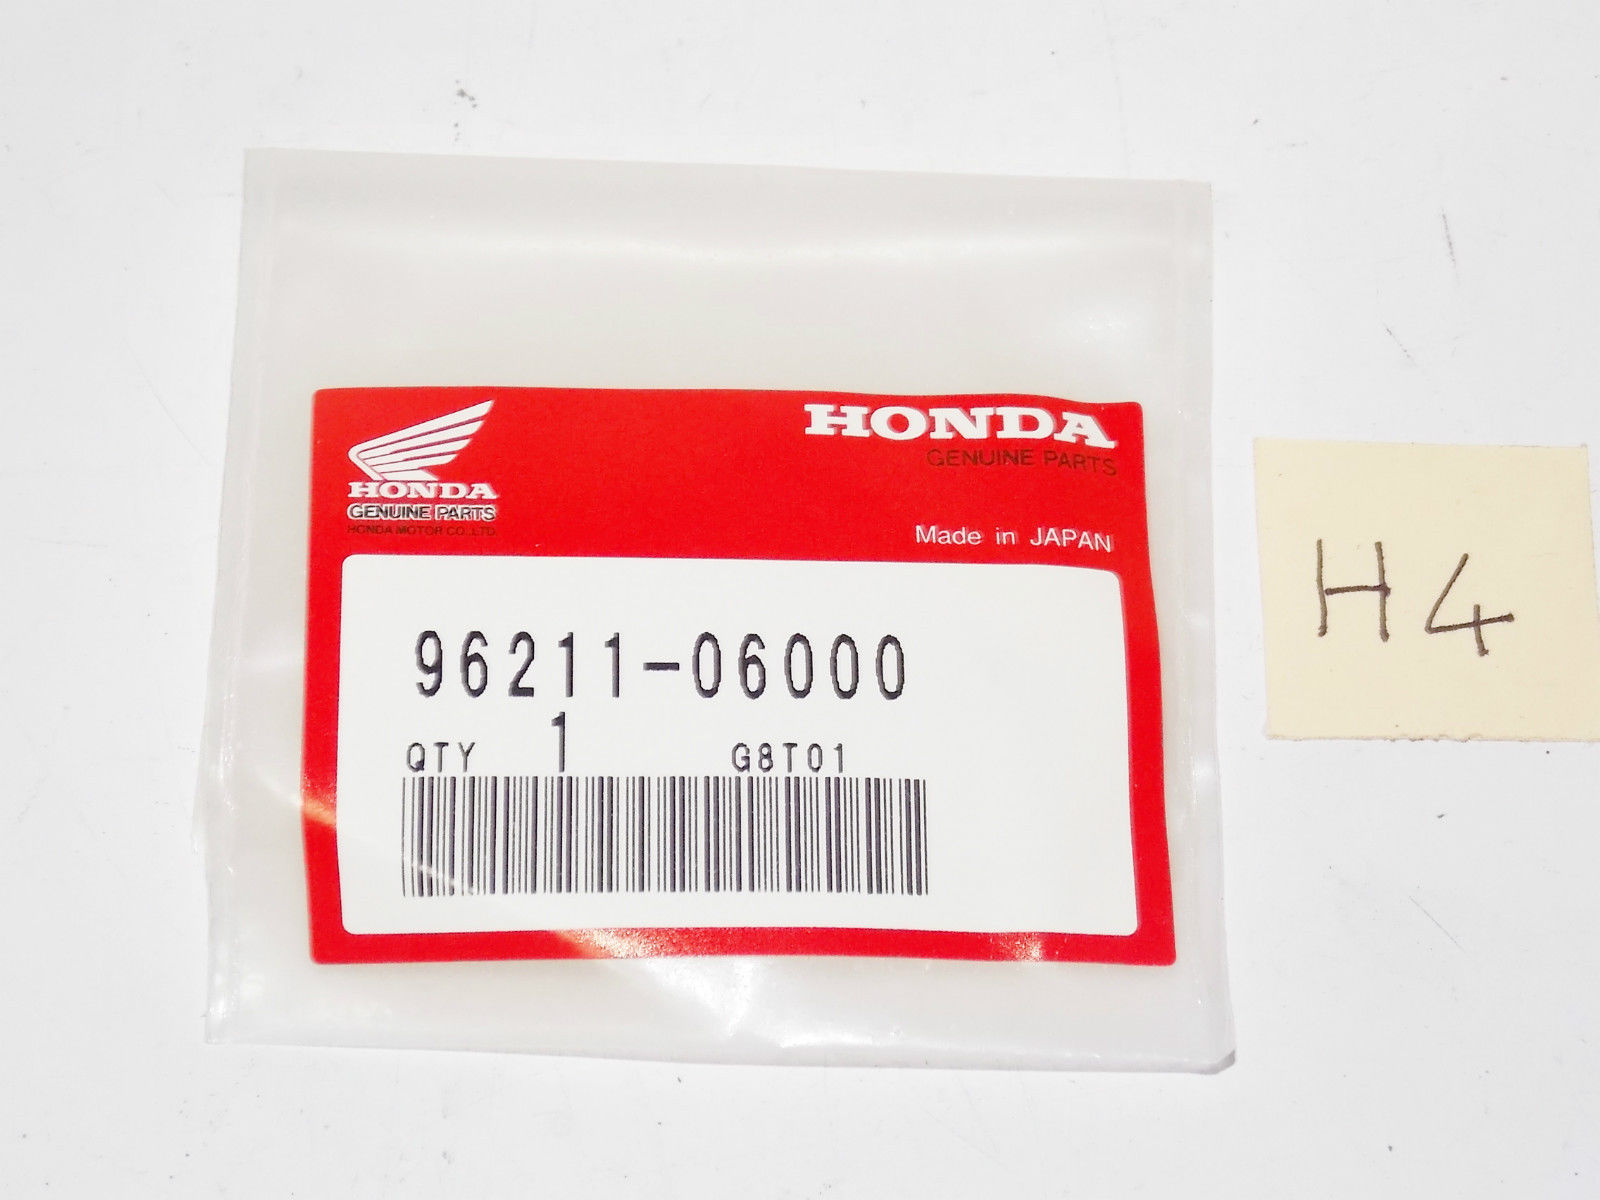 HONDA
GENUINE PARTS
HONDA MOTOR CO.,LTD.
HONDA
GENUINE PARTS
Made in JAPAN
96211-06000
QTY 1 G8T01
H4